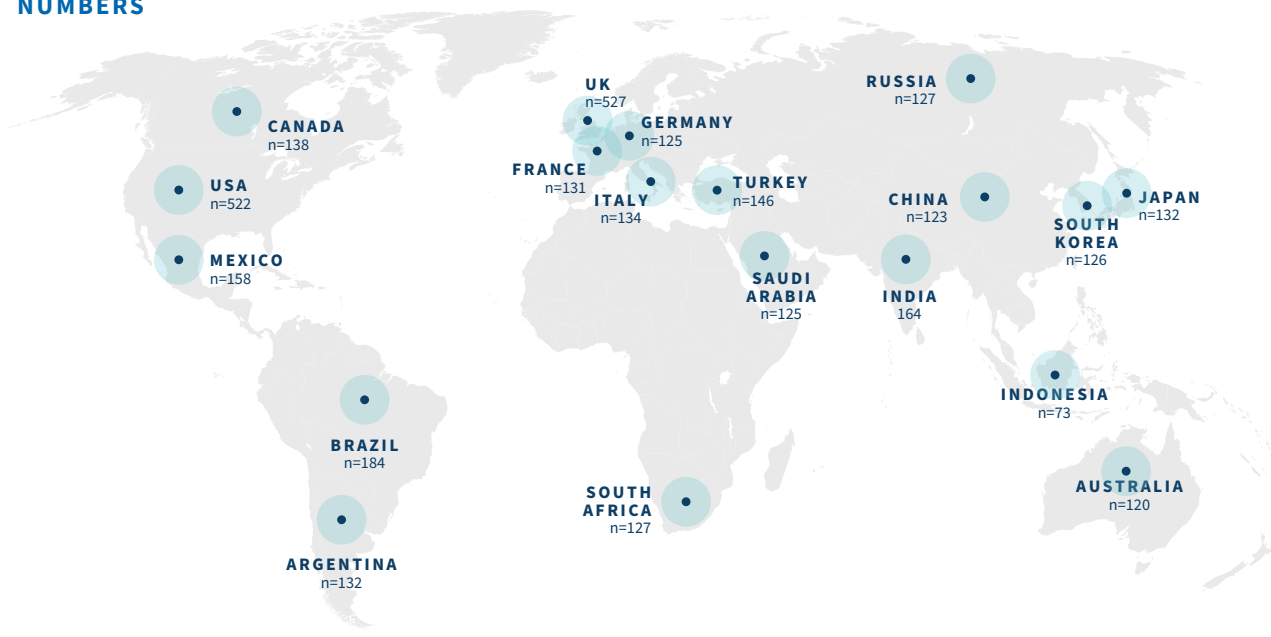 NUMBERS
UK
n=527
RUSSIA
n=127
CANADA
n=138
GERMANY
n=125
FRANCE
n=131
USA
n=522
ITALY
n=134
TURKEY
n=146
CHINA
n=123
JAPAN
n=132
SOUTH
KOREA
n=126
MEXICO
n=158
SAUDI
ARABIA
n=125
INDIA
164
INDONESIA
n=73
BRAZIL
n=184
SOUTH
AFRICA
n=127
AUSTRALIA
n=120
ARGENTINA
n=132